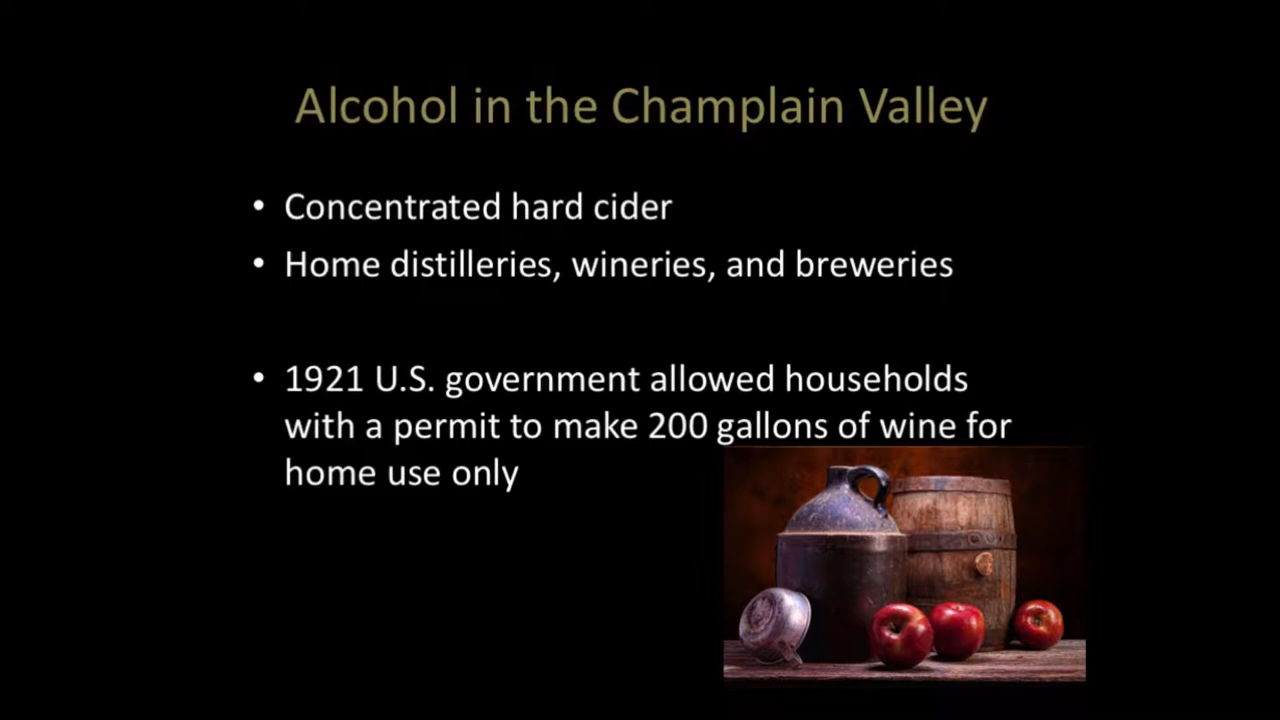 Alcohol in the Champlain Valley
• Concentrated hard cider
• Home distilleries, wineries, and breweries
• 1921 U.S. government allowed households
with a permit to make 200 gallons of wine for
home use only